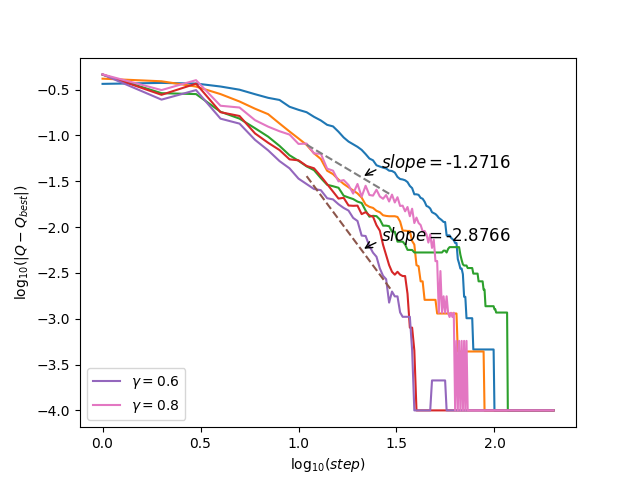 −0.5
−1.0
−1.5
−2.0
−2.5
−3.0
−3.5
−4.0
log₁₀(|Q − Q_best|)
slope = -1.2716
slope = -2.8766
γ = 0.6
γ = 0.8
0.0 0.5 1.0 1.5 2.0
log₁₀(step)